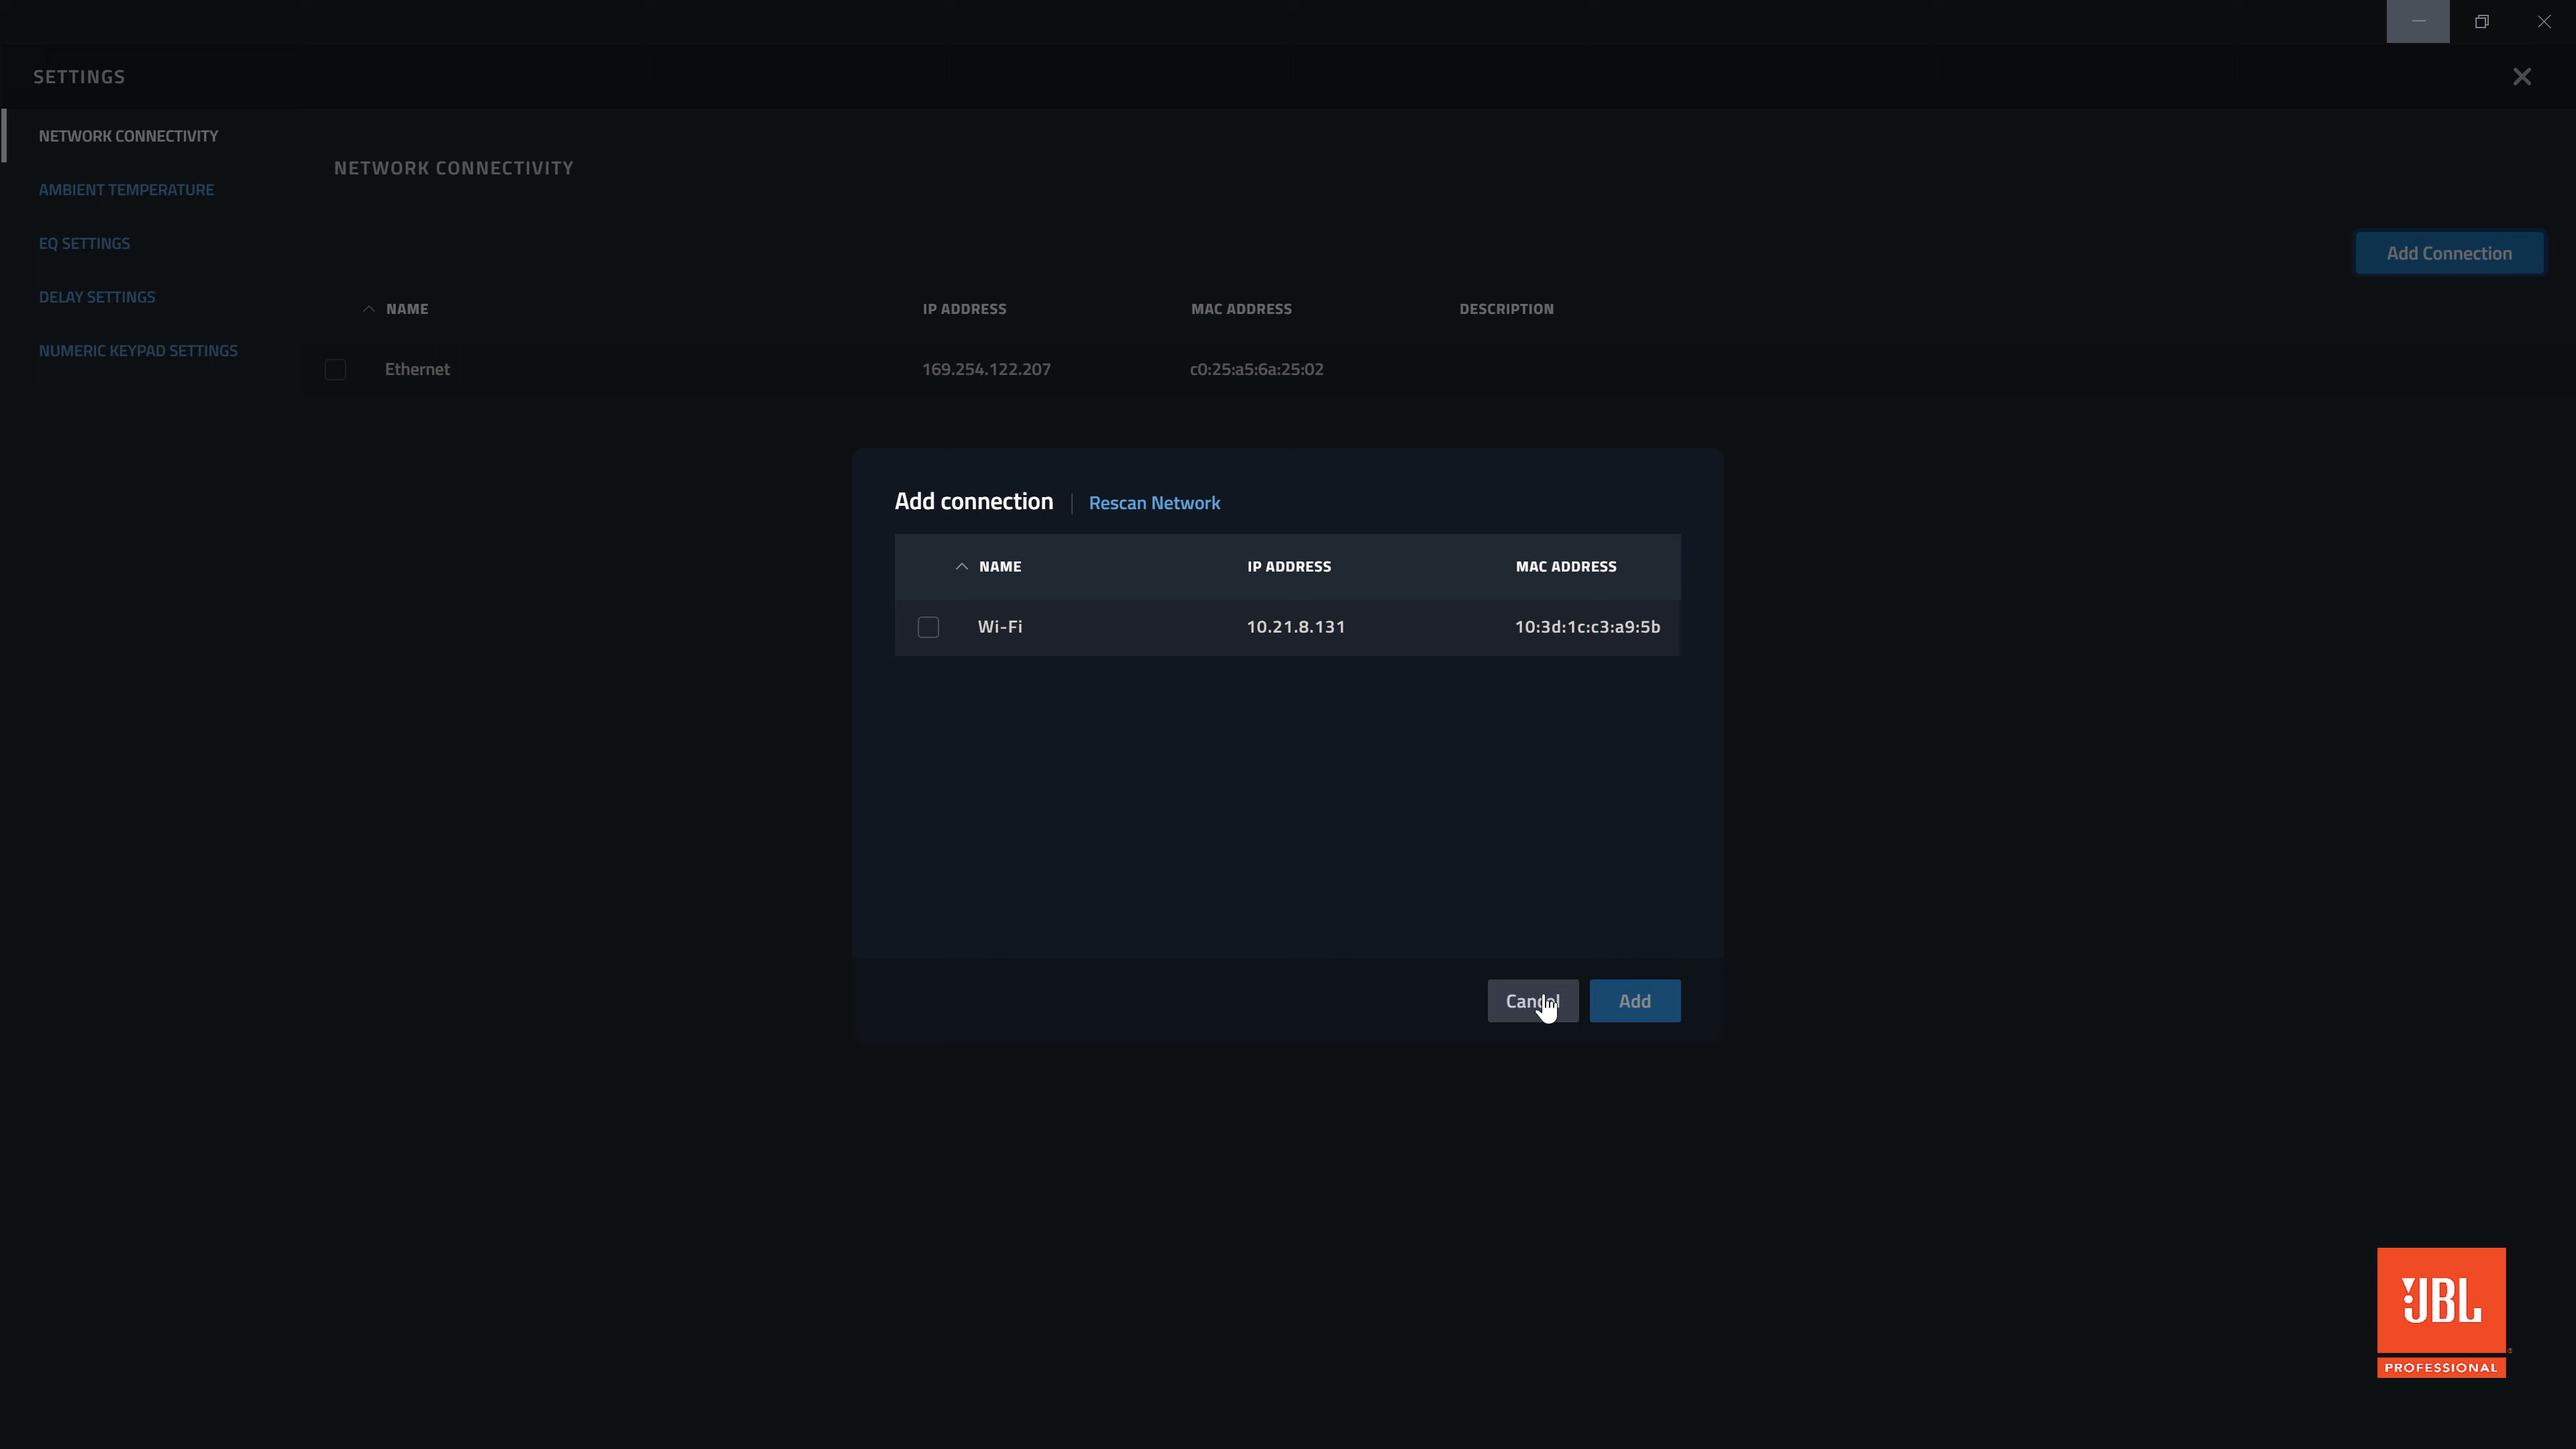 SETTINGS
NETWORK CONNECTIVITY
AMBIENT TEMPERATURE
EQ SETTINGS
DELAY SETTINGS
NUMERIC KEYPAD SETTINGS
NETWORK CONNECTIVITY
Add Connection
NAME IP ADDRESS MAC ADDRESS DESCRIPTION
Ethernet 169.254.122.207 c0:25:a5:6a:25:02
Add connection | Rescan Network
NAME IP ADDRESS MAC ADDRESS
Wi-Fi 10.21.8.131 10:3d:1c:c3:a9:5b
Cancel Add
JBL
PROFESSIONAL